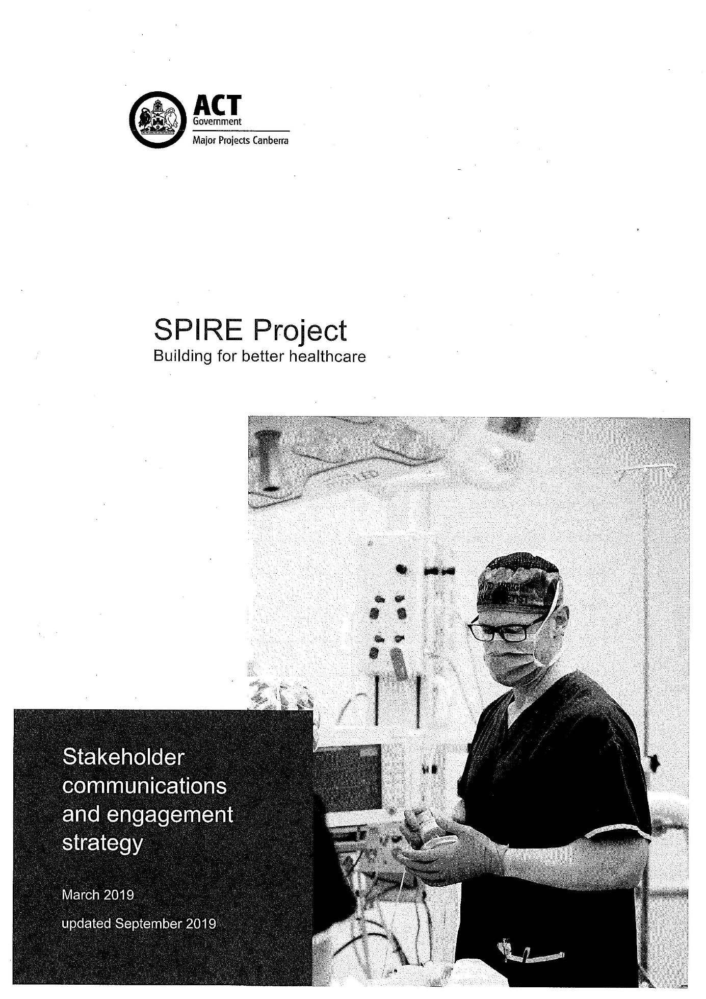 ACT
Government
Major Projects Canberra
SPIRE Project
Building for better healthcare
LED
Stakeholder
communications
and engagement
strategy
March 2019
updated September 2019